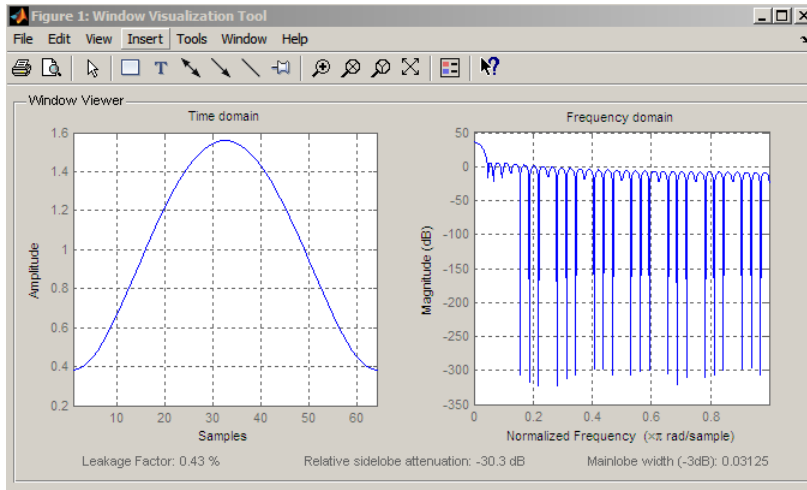 Figure 1: Window Visualization Tool
File Edit View Insert Tools Window Help
Window Viewer
Time domain
1.6
1.4
1.2
1
0.8
0.6
0.4
0.2
Amplitude
10 20 30 40 50 60
Samples
Frequency domain
50
0
-50
-100
-150
-200
-250
-300
-350
Magnitude (dB)
0 0.2 0.4 0.6 0.8
Normalized Frequency (×π rad/sample)
Leakage Factor: 0.43 % Relative sidelobe attenuation: -30.3 dB Mainlobe width (-3dB): 0.03125